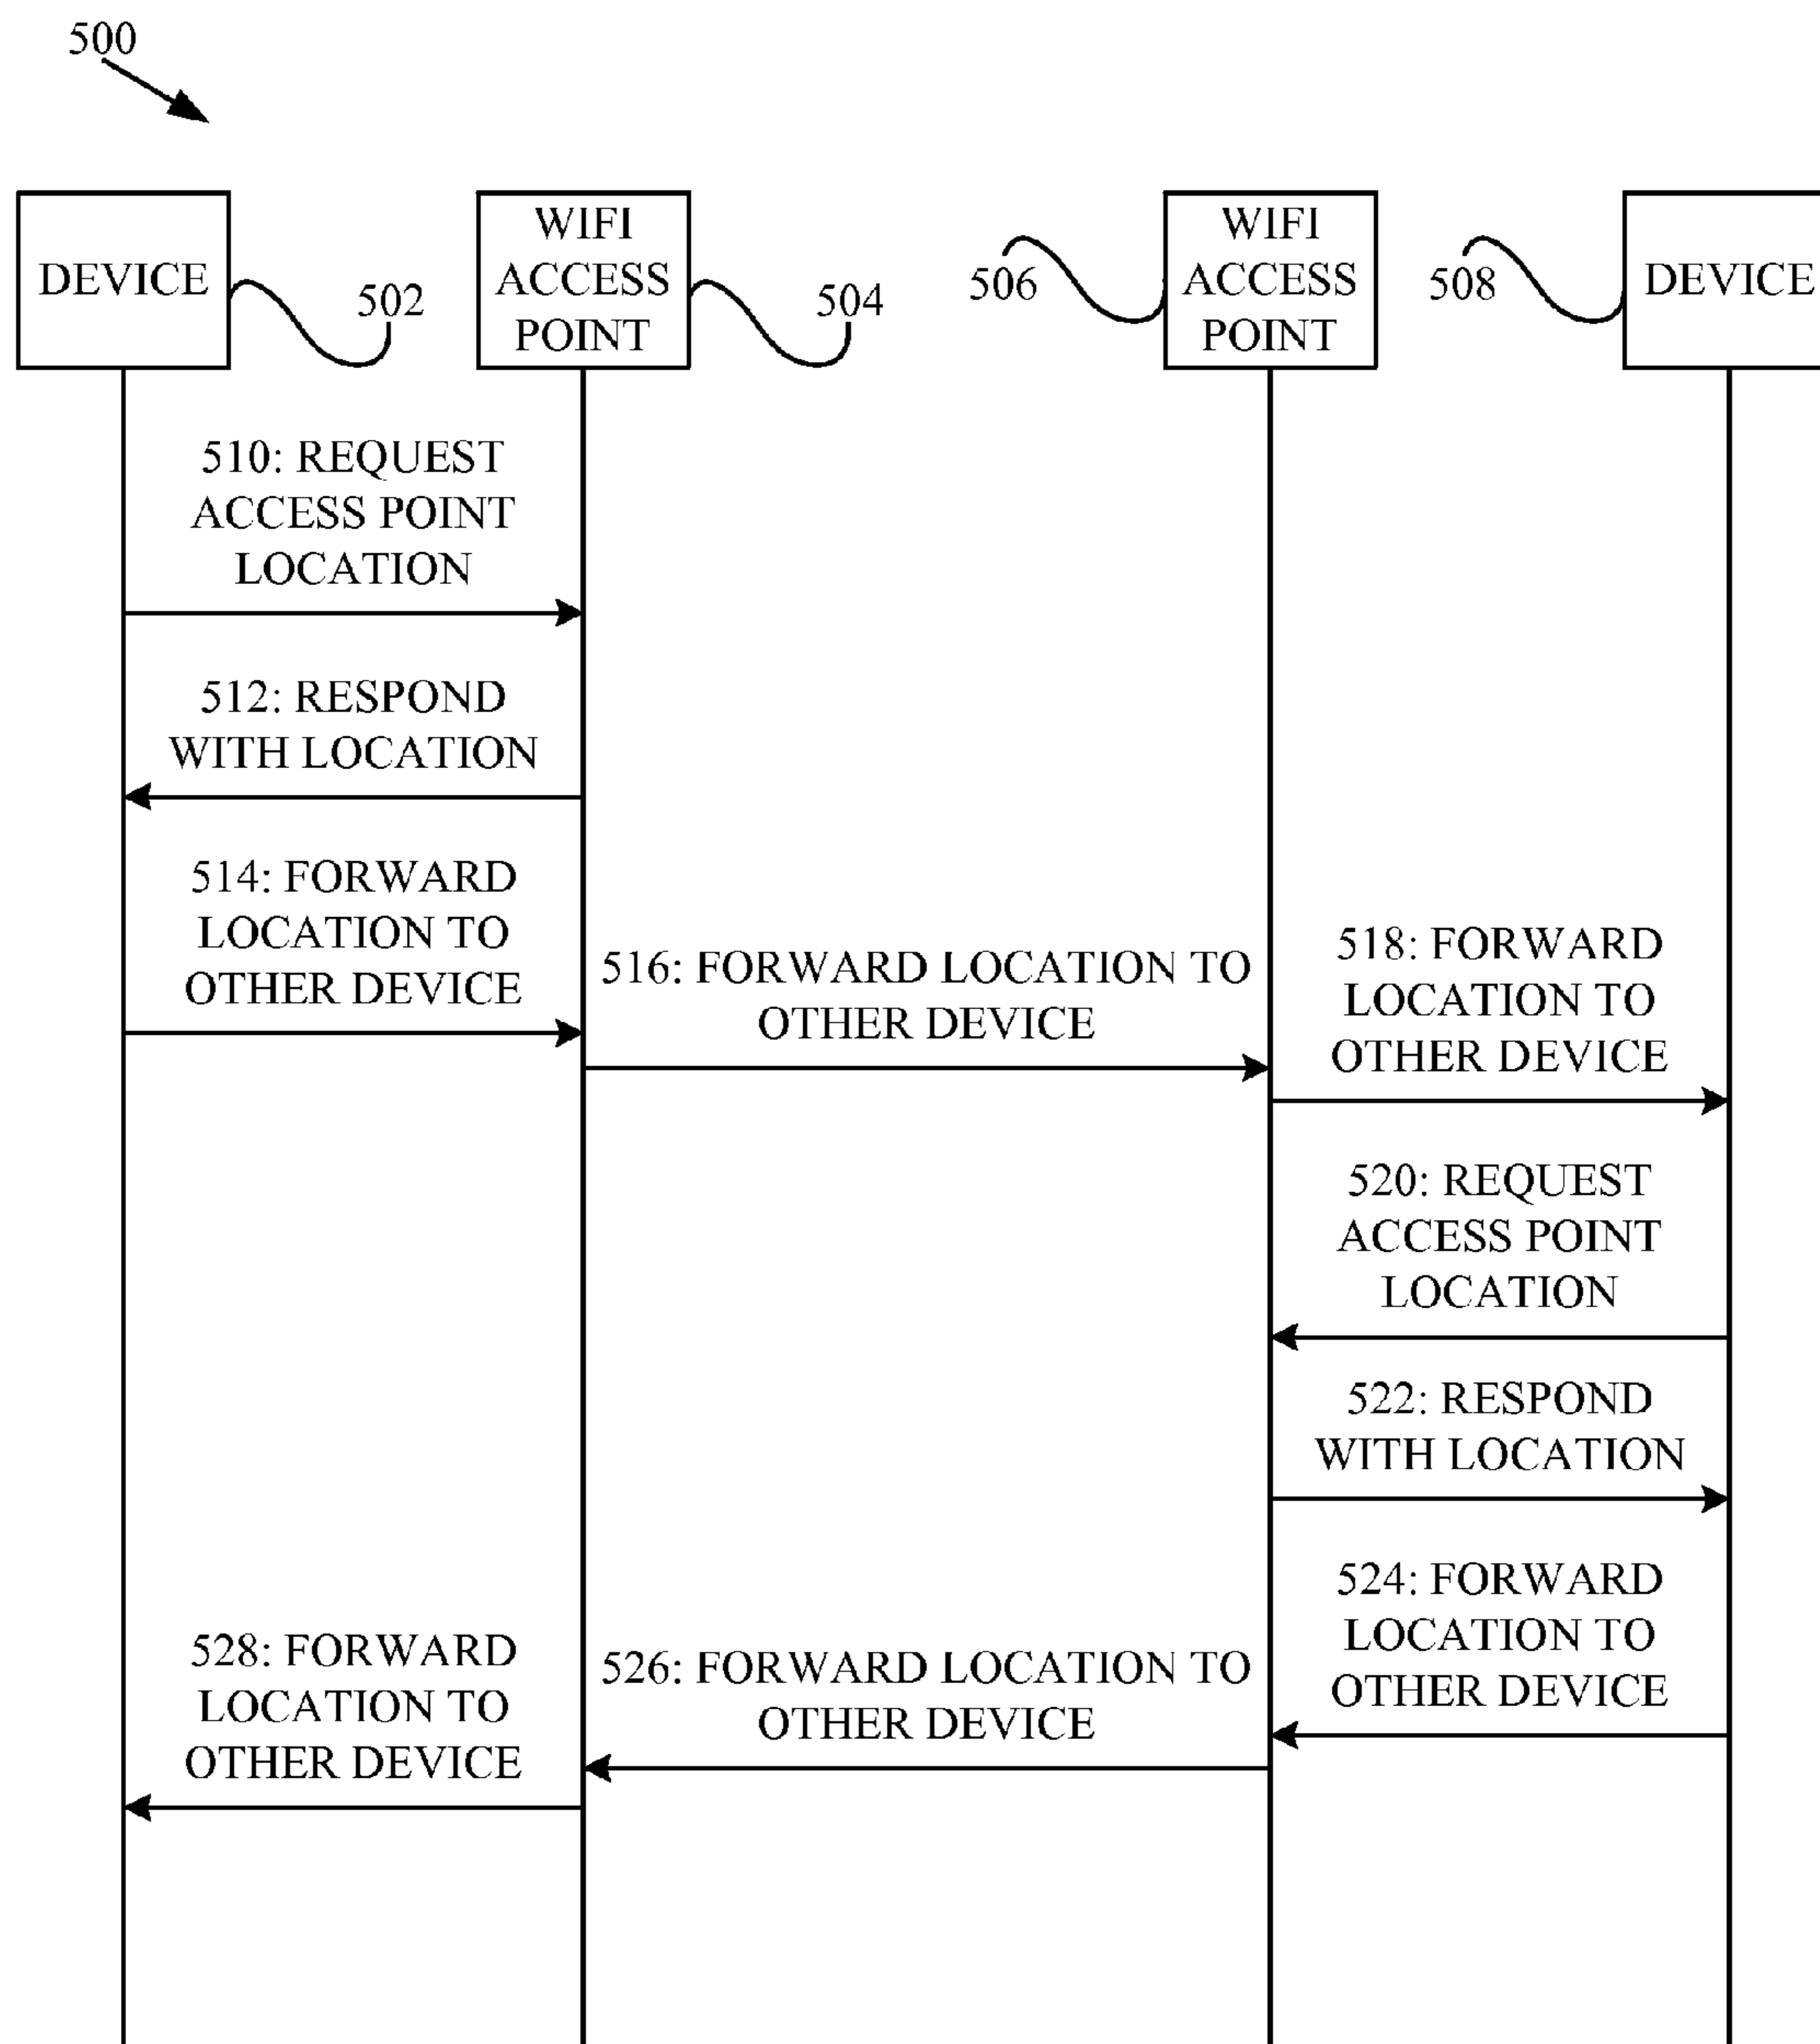 500
DEVICE
502
WIFI
ACCESS
POINT
504
506
WIFI
ACCESS
POINT
508
DEVICE
510: REQUEST
ACCESS POINT
LOCATION
512: RESPOND
WITH LOCATION
514: FORWARD
LOCATION TO
OTHER DEVICE
516: FORWARD LOCATION TO
OTHER DEVICE
518: FORWARD
LOCATION TO
OTHER DEVICE
520: REQUEST
ACCESS POINT
LOCATION
522: RESPOND
WITH LOCATION
524: FORWARD
LOCATION TO
OTHER DEVICE
526: FORWARD LOCATION TO
OTHER DEVICE
528: FORWARD
LOCATION TO
OTHER DEVICE